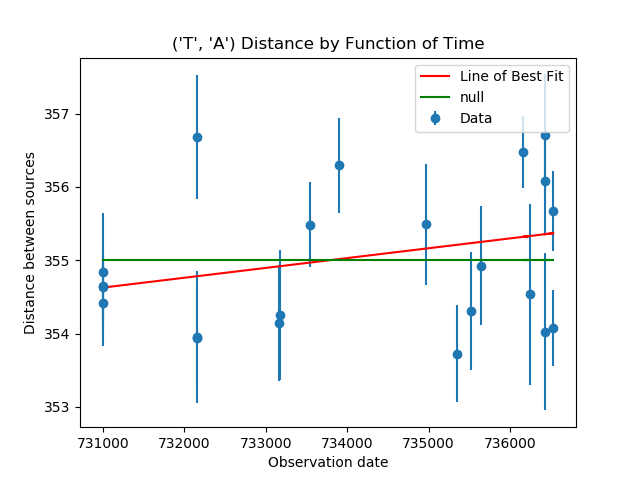 ('T', 'A') Distance by Function of Time
Line of Best Fit
null
Data
357
356
355
354
353
Distance between sources
731000 732000 733000 734000 735000 736000
Observation date